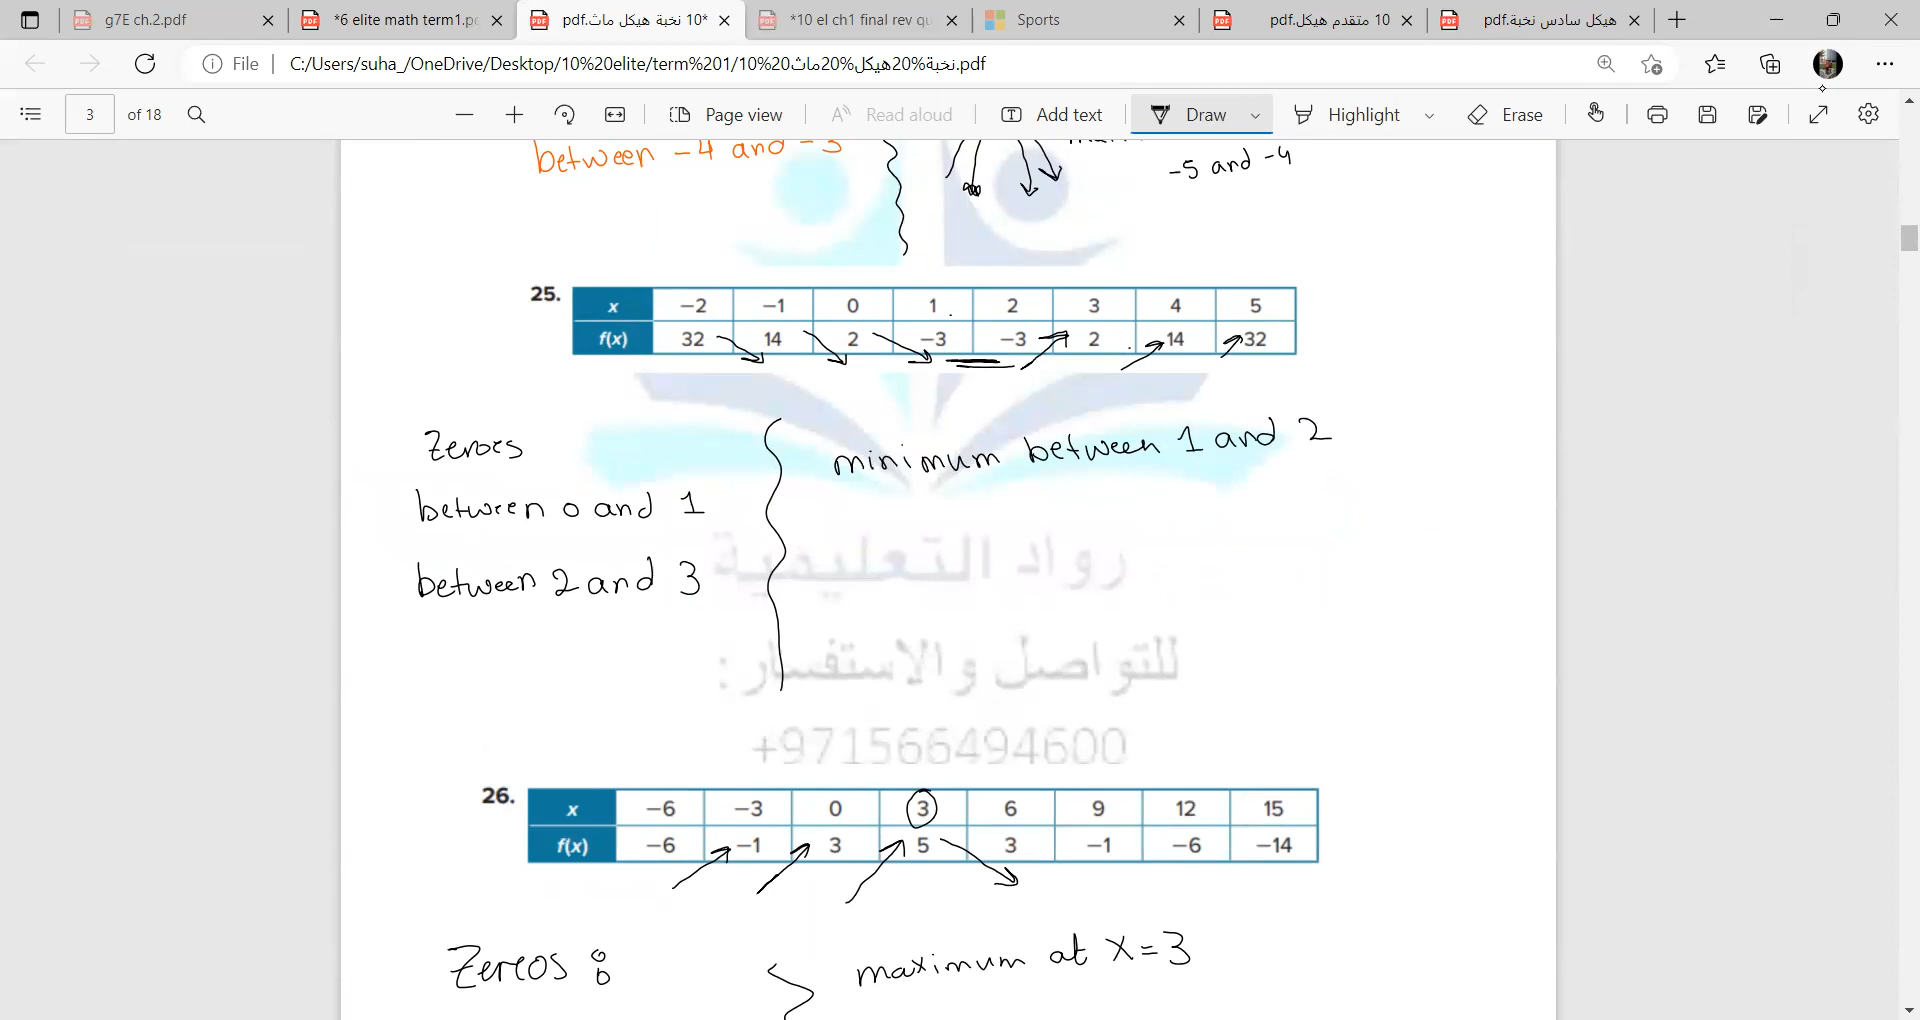 g7E ch.2.pdf
*6 elite math term1.p
*10 نخبة هيكل ماث.pdf
*10 el ch1 final rev qu
Sports
10 متقدم هيكل.pdf
هيكل سادس نخبة.pdf
File
C:/Users/suha_/OneDrive/Desktop/10%20elite/term%201/10%20نخبة%20هيكل%20ماث.pdf
3 of 18
Page view
Read aloud
Add text
Draw
Highlight
Erase
between -4 and -3
-5 and -4
25.
x -2 -1 0 1 2 3 4 5
f(x) 32 14 2 -3 -3 2 14 32
Zeroes
between 0 and 1
between 2 and 3
minimum between 1 and 2
رواد التعليمية
للتواصل والاستفسار:
+971566494600
26.
x -6 -3 0 3 6 9 12 15
f(x) -6 -1 3 5 3 -1 -6 -14
Zereos :
maximum at x=3